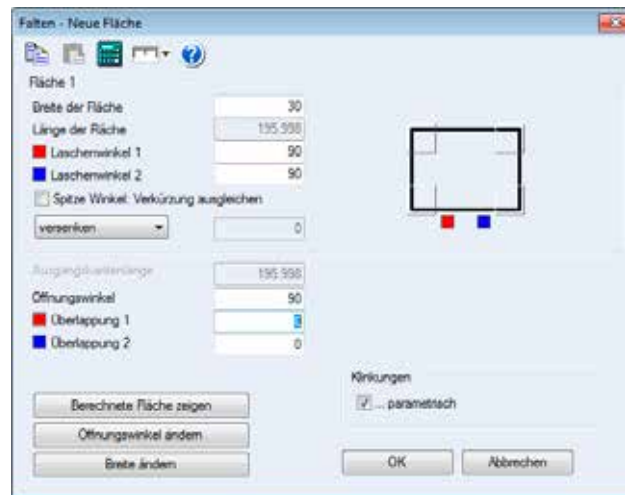 Falten - Neue Fläche
Fläche 1
Breite der Fläche 30
Länge der Fläche 195.998
Laschenwinkel 1 90
Laschenwinkel 2 90
Spitze Winkel: Verkürzung ausgleichen
versenken 0
Ausgangskantenlänge 195.998
Öffnungswinkel 90
Überlappung 1 0
Überlappung 2 0
Klinkungen
... parametrisch
Berechnete Fläche zeigen
Öffnungswinkel ändern
Breite ändern
OK Abbrechen